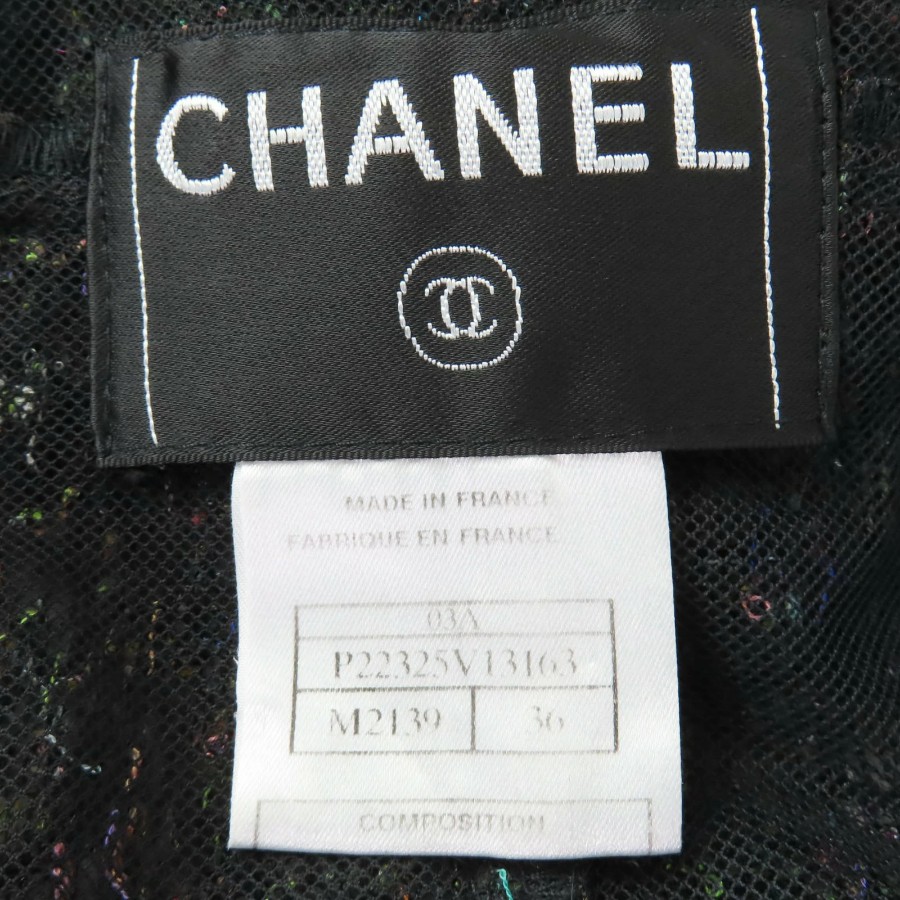 CHANEL
MADE IN FRANCE
FABRIQUE EN FRANCE
03A
P22325V13163
M2139 36
COMPOSITION